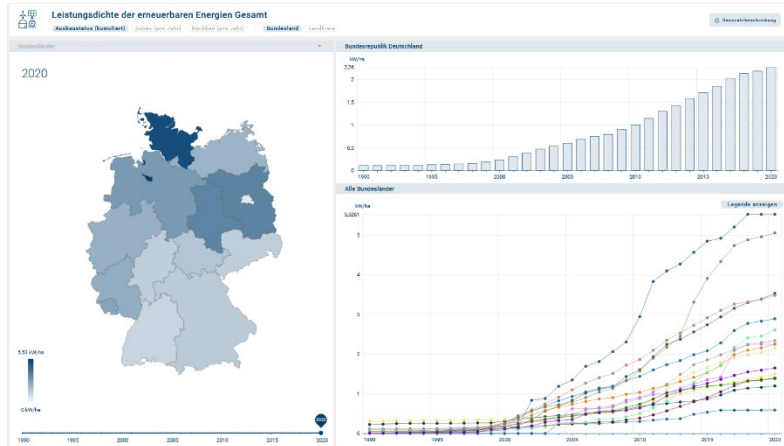 Leistungsdichte der erneuerbaren Energien Gesamt
Ausbaustatus (kumuliert) Zubau (pro Jahr) Rückbau (pro Jahr) Bundesland Landkreis
Bundesländer
2020
5,53 kW/ha
0 kW/ha
2020
1990 1995 2000 2005 2010 2015 2020
Bundesrepublik Deutschland
kW/ha
2,26
2
1,5
1
0,5
0
1990 1995 2000 2005 2010 2015 2020
Alle Bundesländer
Legende anzeigen
kW/ha
5,5261
5
4
3
2
1
0
1990 1995 2000 2005 2010 2015 2020